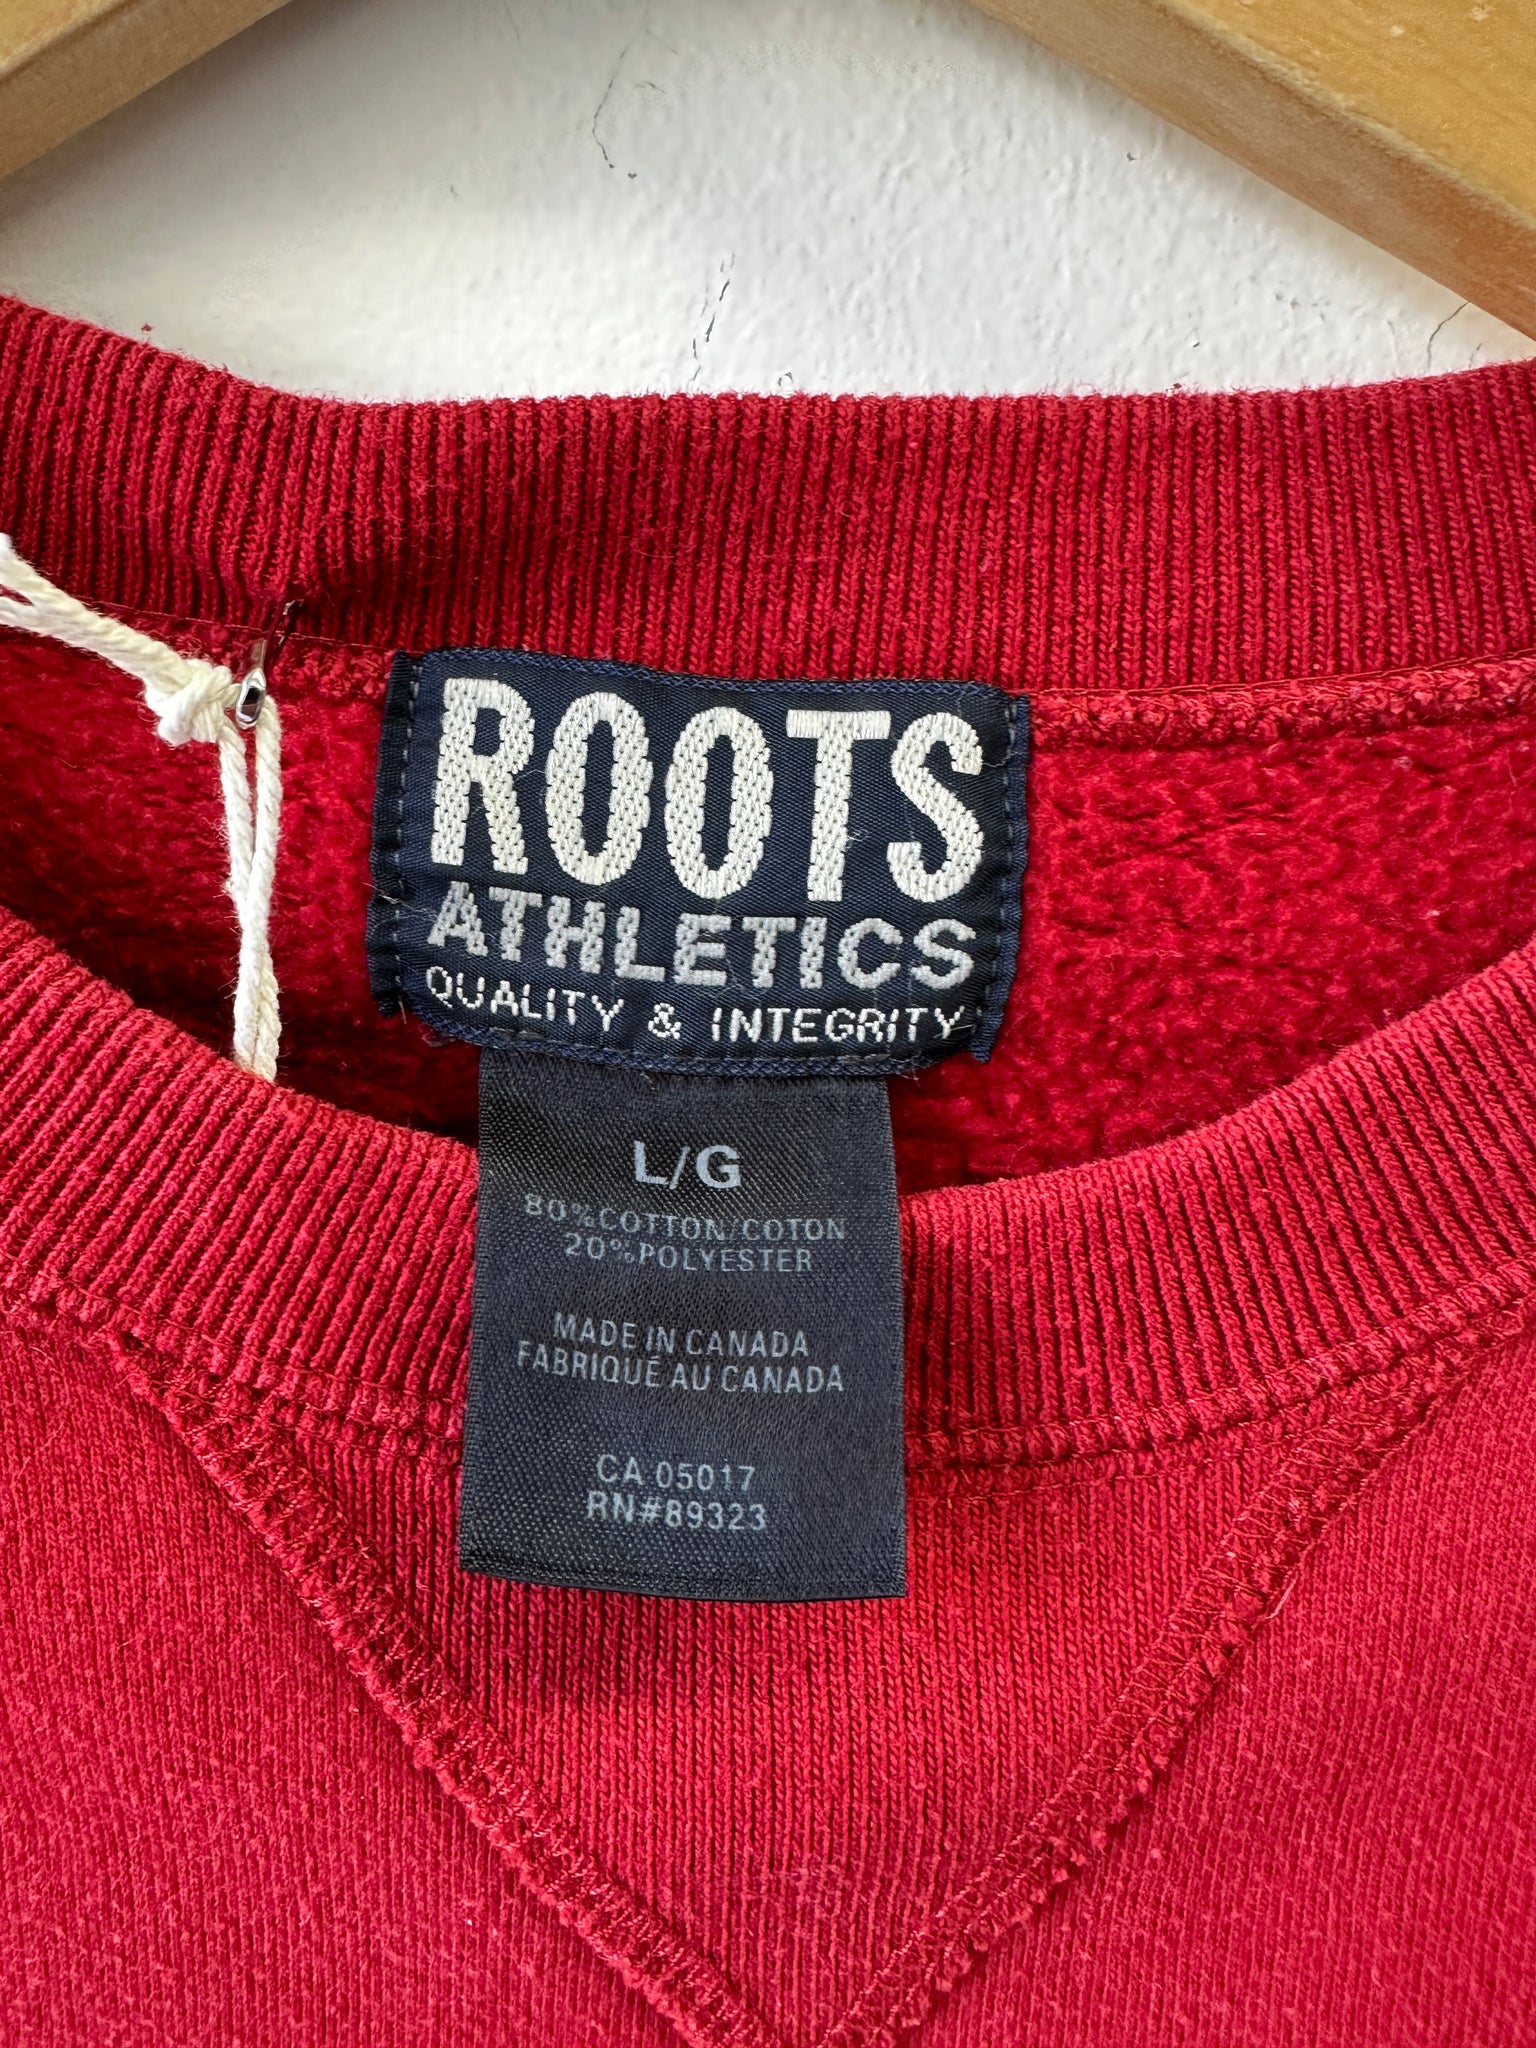 ROOTS
ATHLETICS
QUALITY & INTEGRITY
L/G
80% COTTON/COTON
20% POLYESTER
MADE IN CANADA
FABRIQUÉ AU CANADA
CA 05017
RN#89323